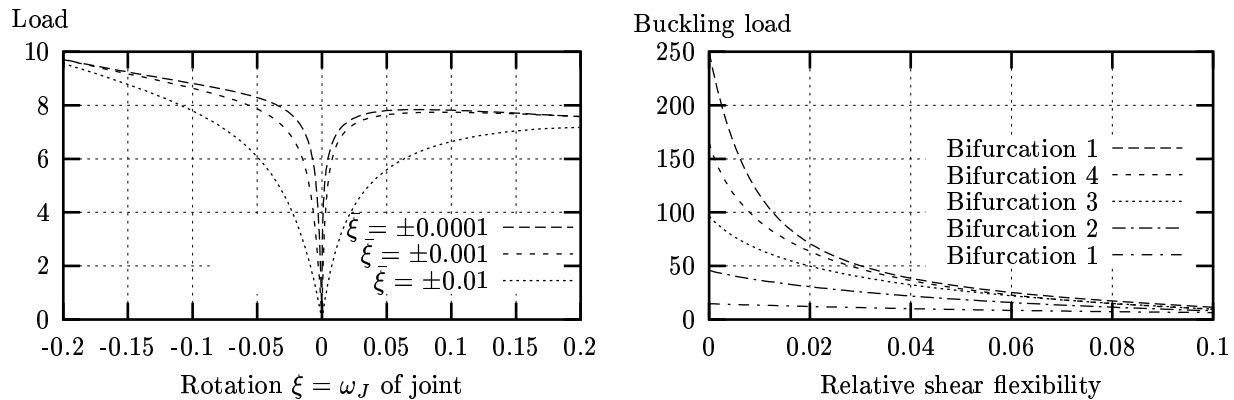 Load
10
8
6
4
2
0
ξ̄ = ±0.0001
ξ̄ = ±0.001
ξ̄ = ±0.01
-0.2 -0.15 -0.1 -0.05 0 0.05 0.1 0.15 0.2
Rotation ξ = ω_J of joint
Buckling load
250
200
150
100
50
0
Bifurcation 1
Bifurcation 4
Bifurcation 3
Bifurcation 2
Bifurcation 1
0 0.02 0.04 0.06 0.08 0.1
Relative shear flexibility